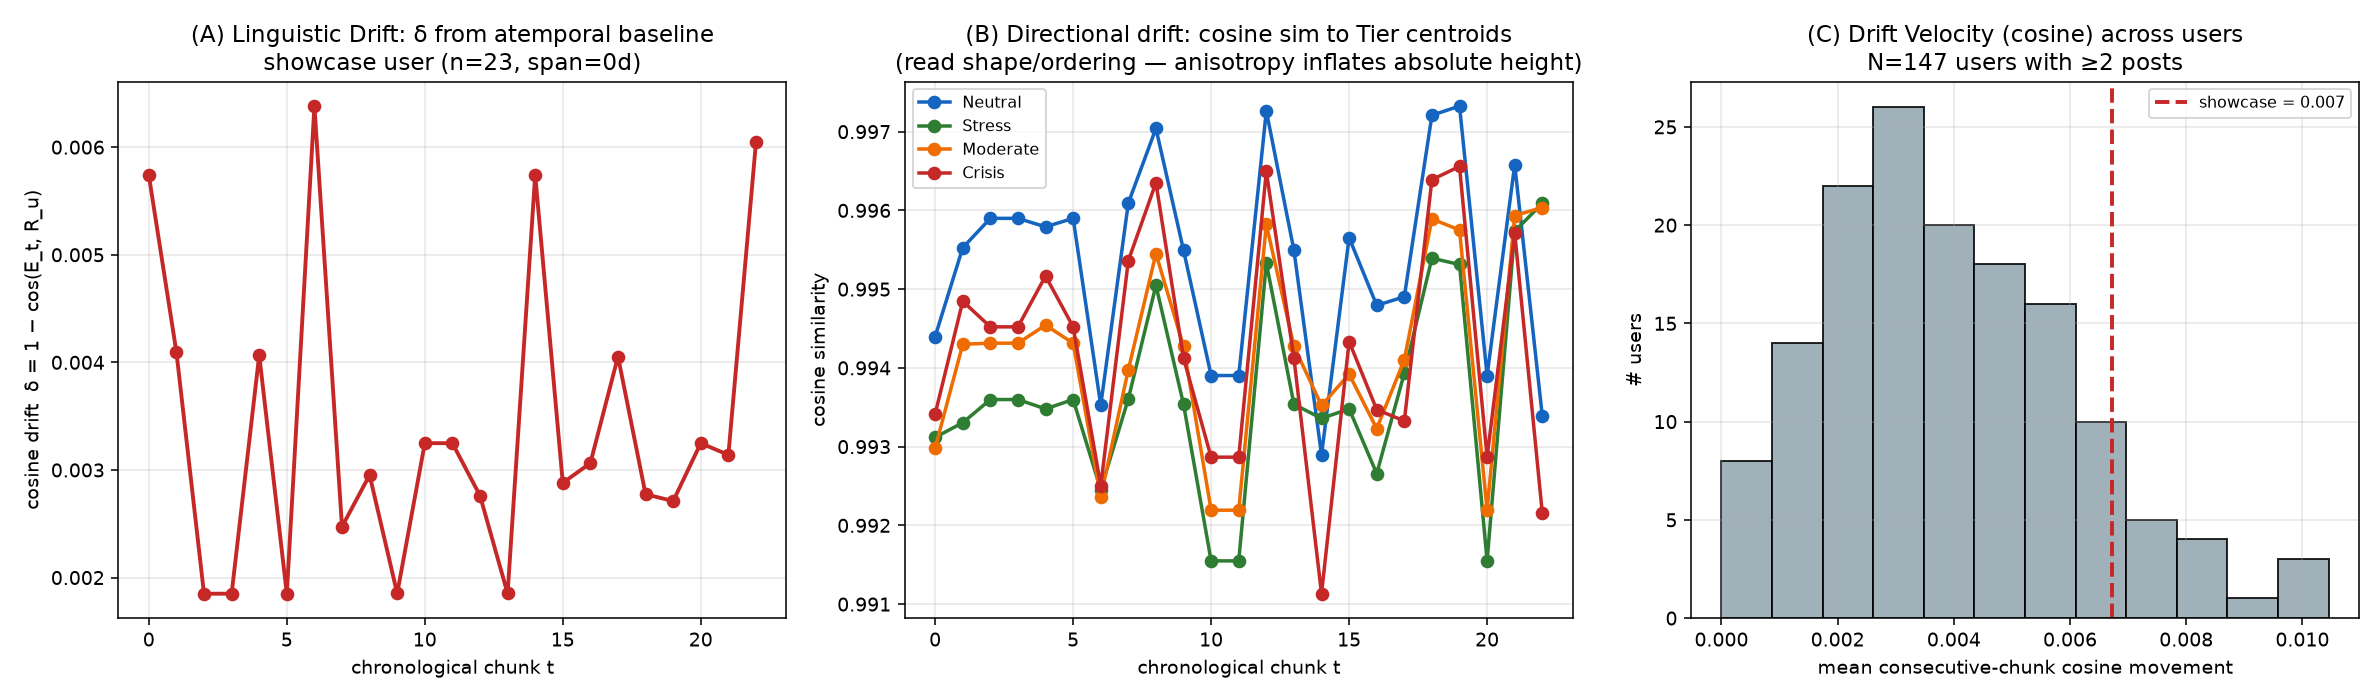 (A) Linguistic Drift: δ from atemporal baseline
showcase user (n=23, span=0d)
cosine drift δ = 1 − cos(E_t, R_u)
0.006
0.005
0.004
0.003
0.002
0
5
10
15
20
chronological chunk t
(B) Directional drift: cosine sim to Tier centroids
(read shape/ordering — anisotropy inflates absolute height)
Neutral
Stress
Moderate
Crisis
cosine similarity
0.997
0.996
0.995
0.994
0.993
0.992
0.991
0
5
10
15
20
chronological chunk t
(C) Drift Velocity (cosine) across users
N=147 users with ≥2 posts
showcase = 0.007
# users
25
20
15
10
5
0
0.000
0.002
0.004
0.006
0.008
0.010
mean consecutive-chunk cosine movement